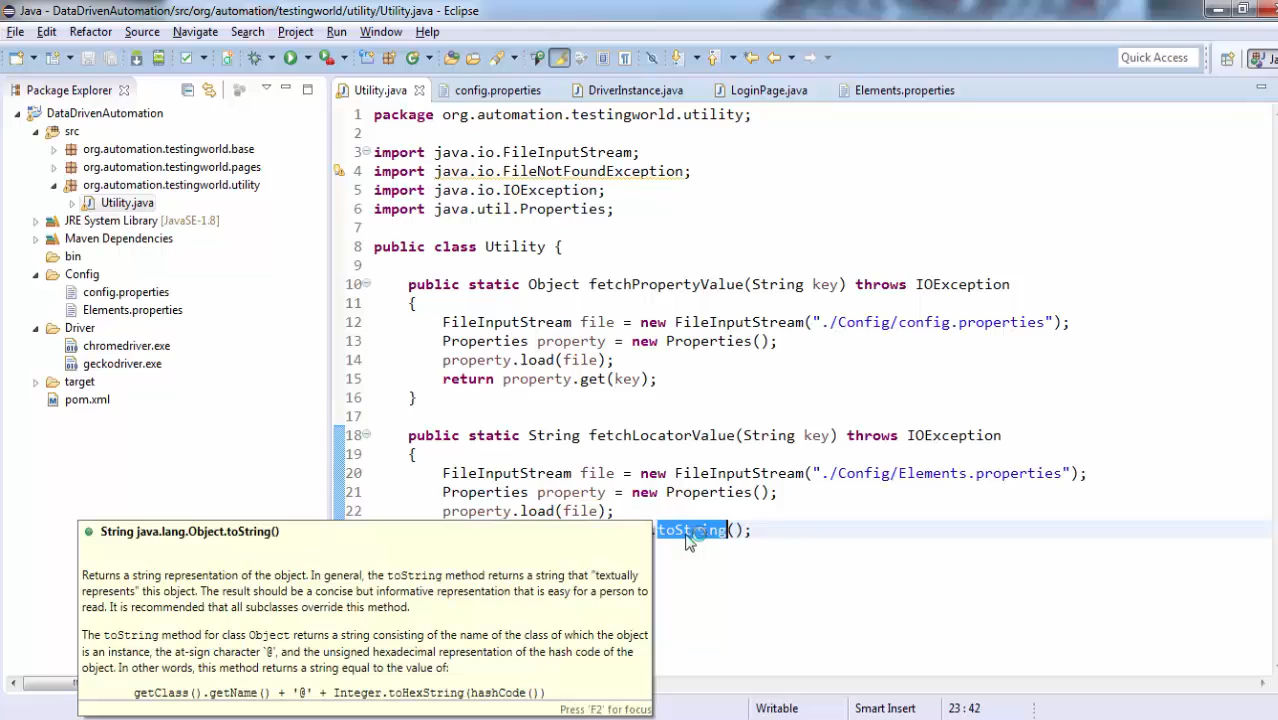 Java - DataDrivenAutomation/src/org/automation/testingworld/utility/Utility.java - Eclipse
File Edit Refactor Source Navigate Search Project Run Window Help
Quick Access
Package Explorer
Utility.java config.properties DriverInstance.java LoginPage.java Elements.properties
DataDrivenAutomation
src
org.automation.testingworld.base
org.automation.testingworld.pages
org.automation.testingworld.utility
Utility.java
JRE System Library [JavaSE-1.8]
Maven Dependencies
bin
Config
config.properties
Elements.properties
Driver
chromedriver.exe
geckodriver.exe
target
pom.xml
1 package org.automation.testingworld.utility;
2
3 import java.io.FileInputStream;
4 import java.io.FileNotFoundException;
5 import java.io.IOException;
6 import java.util.Properties;
7
8 public class Utility {
9
10 public static Object fetchPropertyValue(String key) throws IOException
11 {
12 FileInputStream file = new FileInputStream("./Config/config.properties");
13 Properties property = new Properties();
14 property.load(file);
15 return property.get(key);
16 }
17
18 public static String fetchLocatorValue(String key) throws IOException
19 {
20 FileInputStream file = new FileInputStream("./Config/Elements.properties");
21 Properties property = new Properties();
22 property.load(file);
.toString();
String java.lang.Object.toString()
Returns a string representation of the object. In general, the toString method returns a string that "textually
represents" this object. The result should be a concise but informative representation that is easy for a person to
read. It is recommended that all subclasses override this method.
The toString method for class Object returns a string consisting of the name of the class of which the object
is an instance, the at-sign character `@', and the unsigned hexadecimal representation of the hash code of the
object. In other words, this method returns a string equal to the value of:
getClass().getName() + '@' + Integer.toHexString(hashCode())
Press 'F2' for focus
Writable Smart Insert 23 : 42